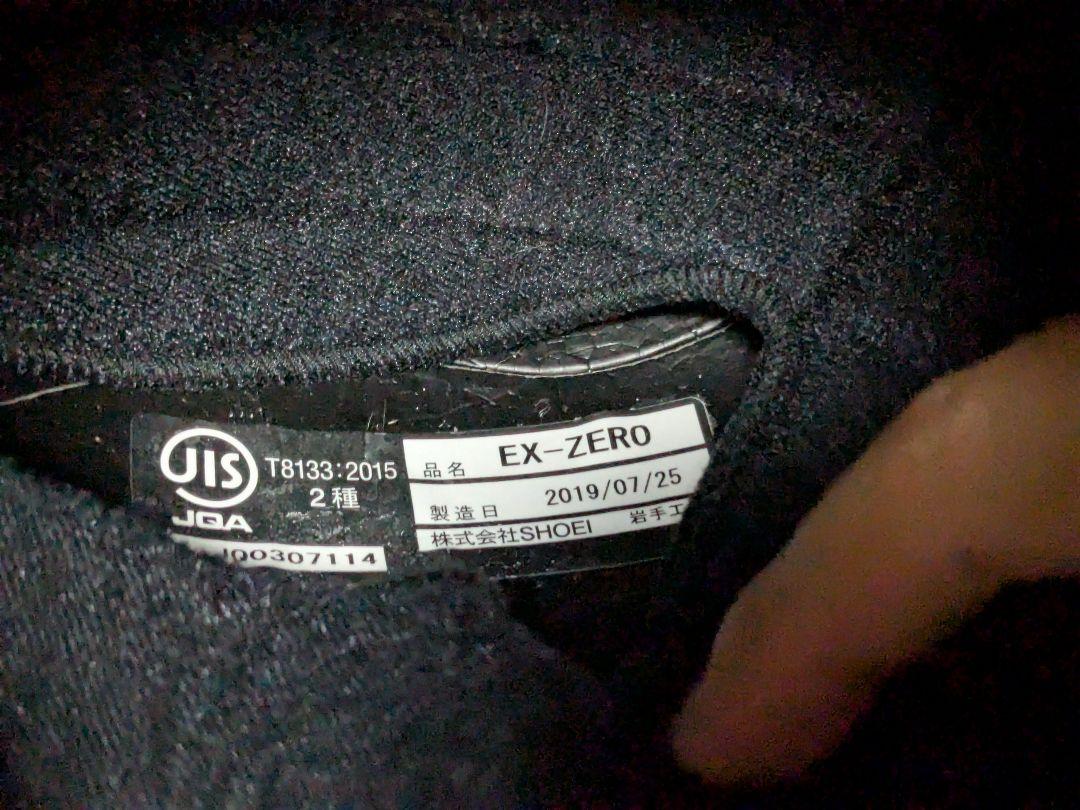 JIS
T8133:2015
2種
JQA
00307114
品名 EX-ZERO
製造日 2019/07/25
株式会社SHOEI 岩手工